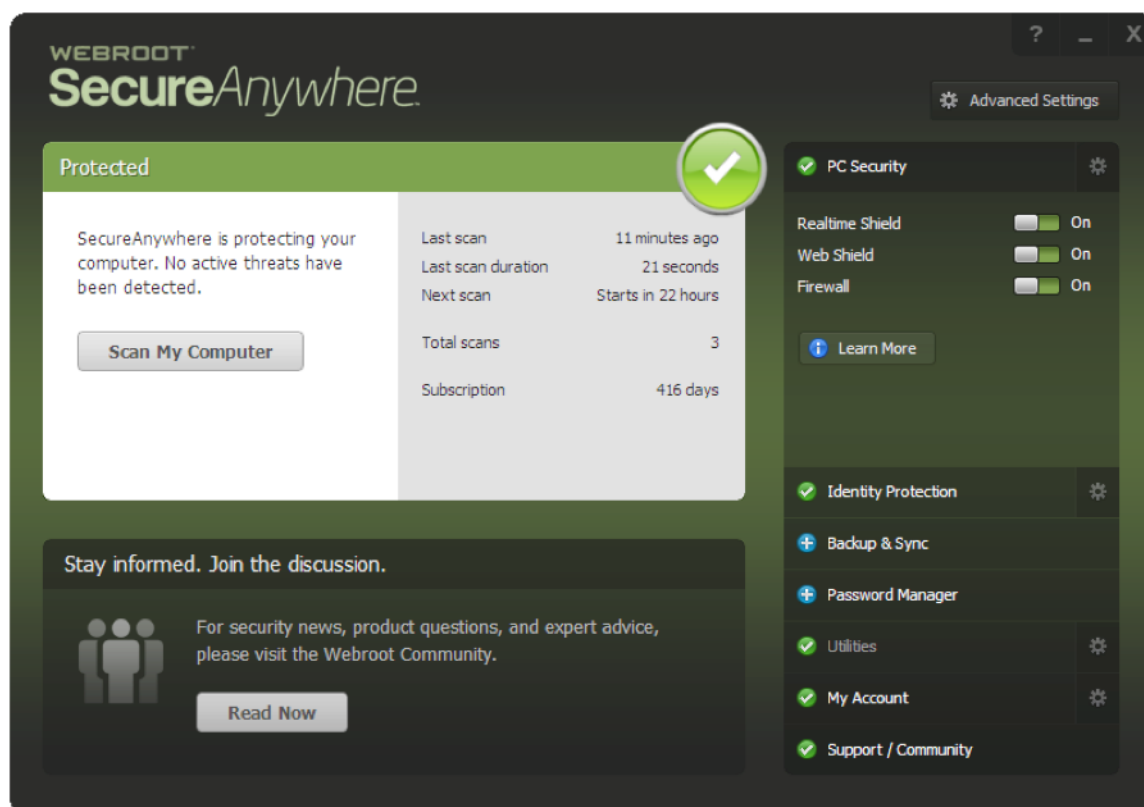 ? _ X
WEBROOT
SecureAnywhere
Advanced Settings
Protected
SecureAnywhere is protecting your
computer. No active threats have
been detected.
Scan My Computer
Last scan 11 minutes ago
Last scan duration 21 seconds
Next scan Starts in 22 hours
Total scans 3
Subscription 416 days
Stay informed. Join the discussion.
For security news, product questions, and expert advice,
please visit the Webroot Community.
Read Now
PC Security
Realtime Shield On
Web Shield On
Firewall On
Learn More
Identity Protection
Backup & Sync
Password Manager
Utilities
My Account
Support / Community